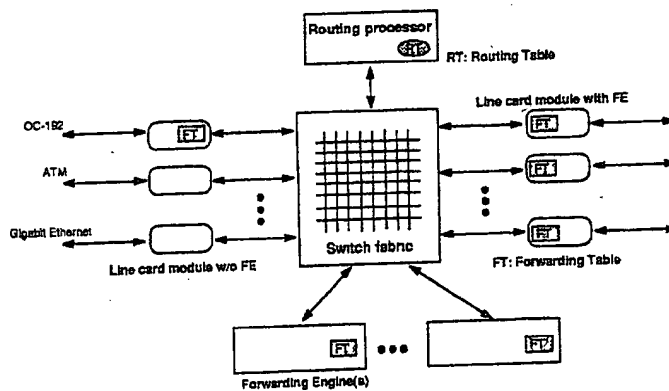 Routing processor
RT
RT: Routing Table
Line card module with FE
OC-192
FT
FT
ATM
FT
Gigabit Ethernet
FT
Switch fabric
Line card module w/o FE
FT: Forwarding Table
FT
FT
Forwarding Engine(s)